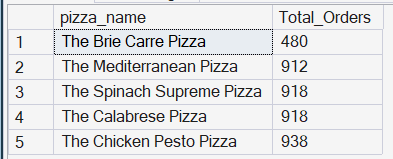 pizza_name Total_Orders
1 The Brie Carre Pizza 480
2 The Mediterranean Pizza 912
3 The Spinach Supreme Pizza 918
4 The Calabrese Pizza 918
5 The Chicken Pesto Pizza 938